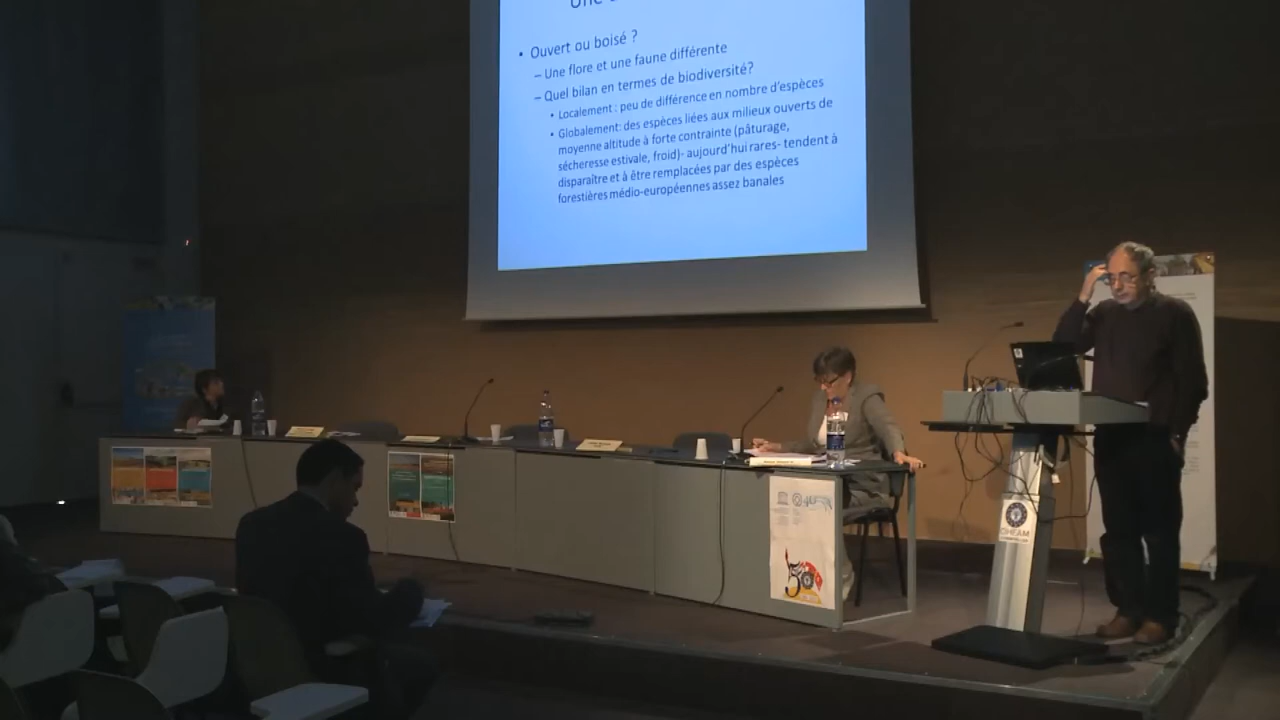 Une
• Ouvert ou boisé ?
– Une flore et une faune différente
– Quel bilan en termes de biodiversité?
• Localement : peu de différence en nombre d'espèces
• Globalement: des espèces liées aux milieux ouverts de
moyenne altitude à forte contrainte (pâturage,
sécheresse estivale, froid)- aujourd'hui rares- tendent à
disparaître et à être remplacées par des espèces
forestières médio-européennes assez banales
CIHEAM
50